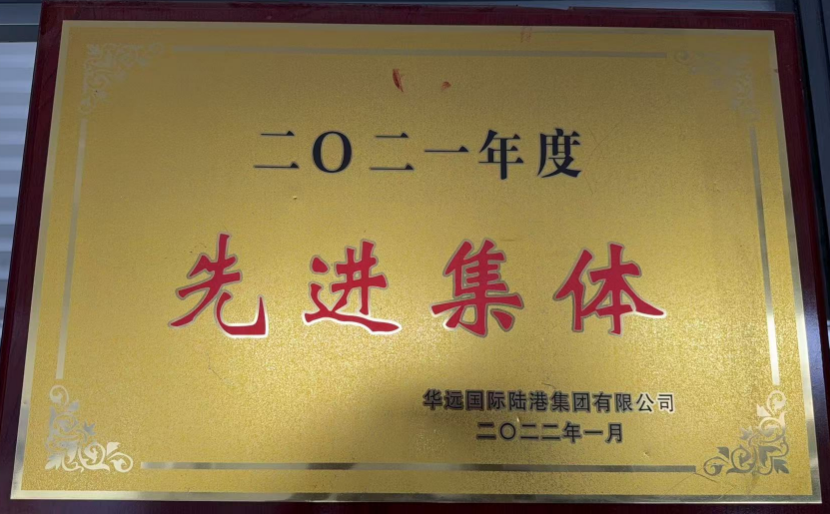 二〇二一年度
先进集体
华远国际陆港集团有限公司
二〇二二年一月